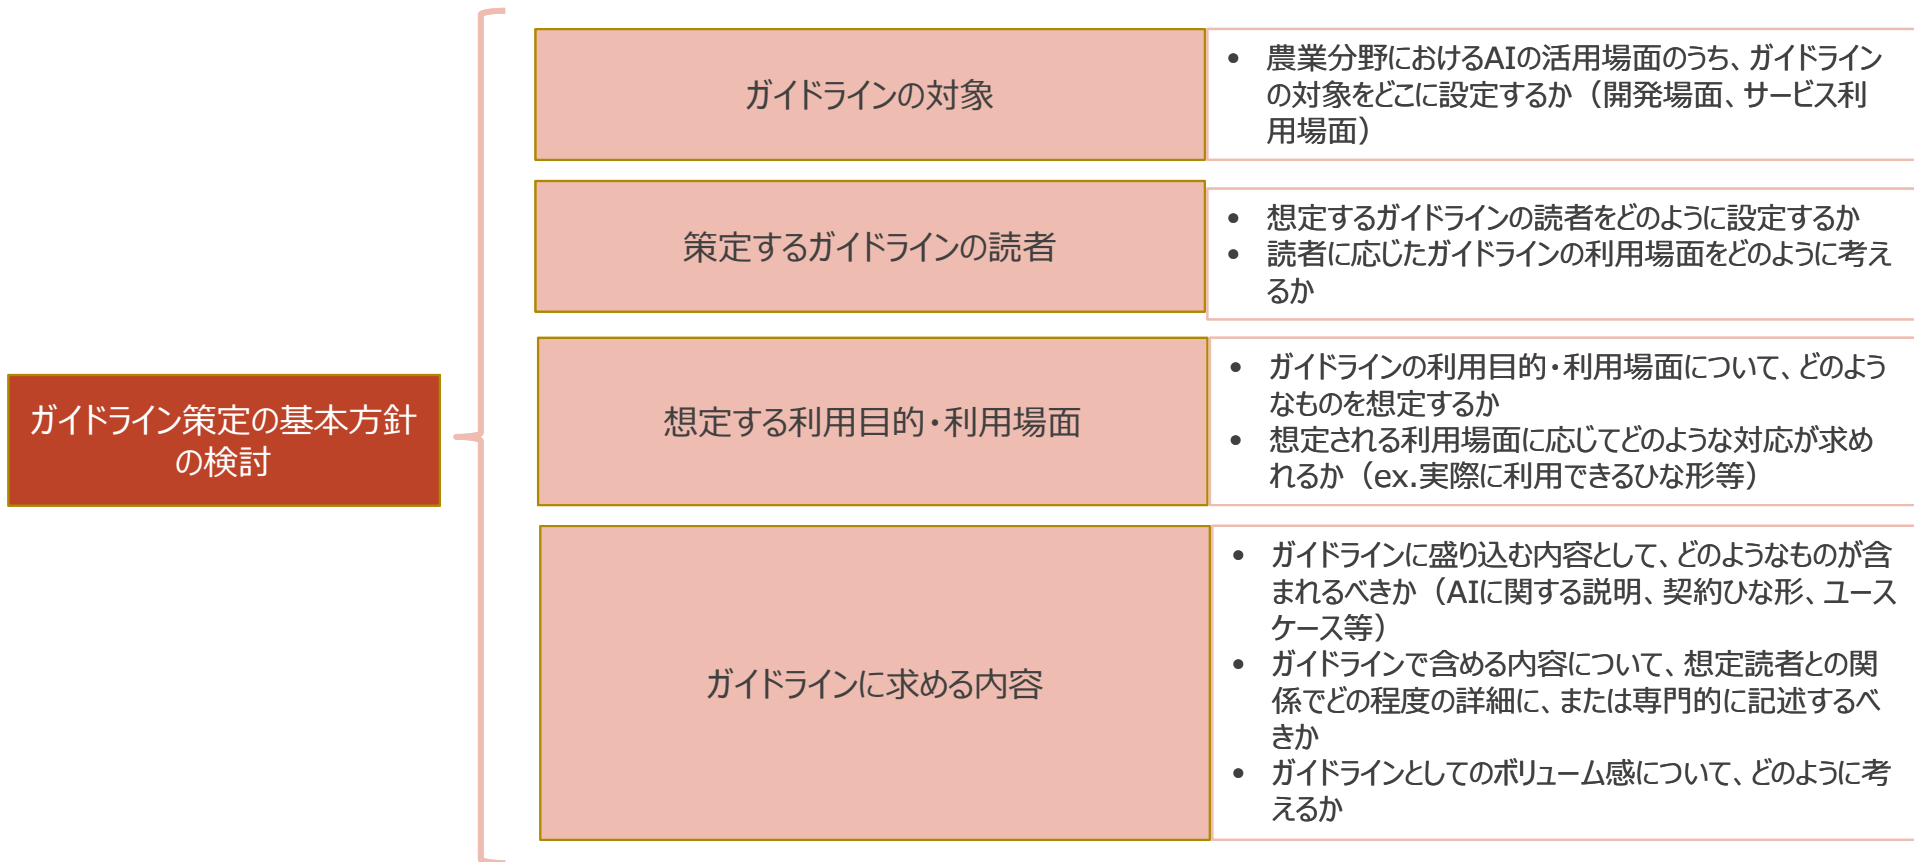 ガイドライン策定の基本方針
の検討
ガイドラインの対象
• 農業分野におけるAIの活用場面のうち、ガイドライン
の対象をどこに設定するか（開発場面、サービス利
用場面）
策定するガイドラインの読者
• 想定するガイドラインの読者をどのように設定するか
• 読者に応じたガイドラインの利用場面をどのように考え
るか
想定する利用目的・利用場面
• ガイドラインの利用目的・利用場面について、どのよう
なものを想定するか
• 想定される利用場面に応じてどのような対応が求め
れるか（ex.実際に利用できるひな形等）
ガイドラインに求める内容
• ガイドラインに盛り込む内容として、どのようなものが含
まれるべきか（AIに関する説明、契約ひな形、ユース
ケース等）
• ガイドラインで含める内容について、想定読者との関
係でどの程度の詳細に、または専門的に記述するべ
きか
• ガイドラインとしてのボリューム感について、どのように考
えるか